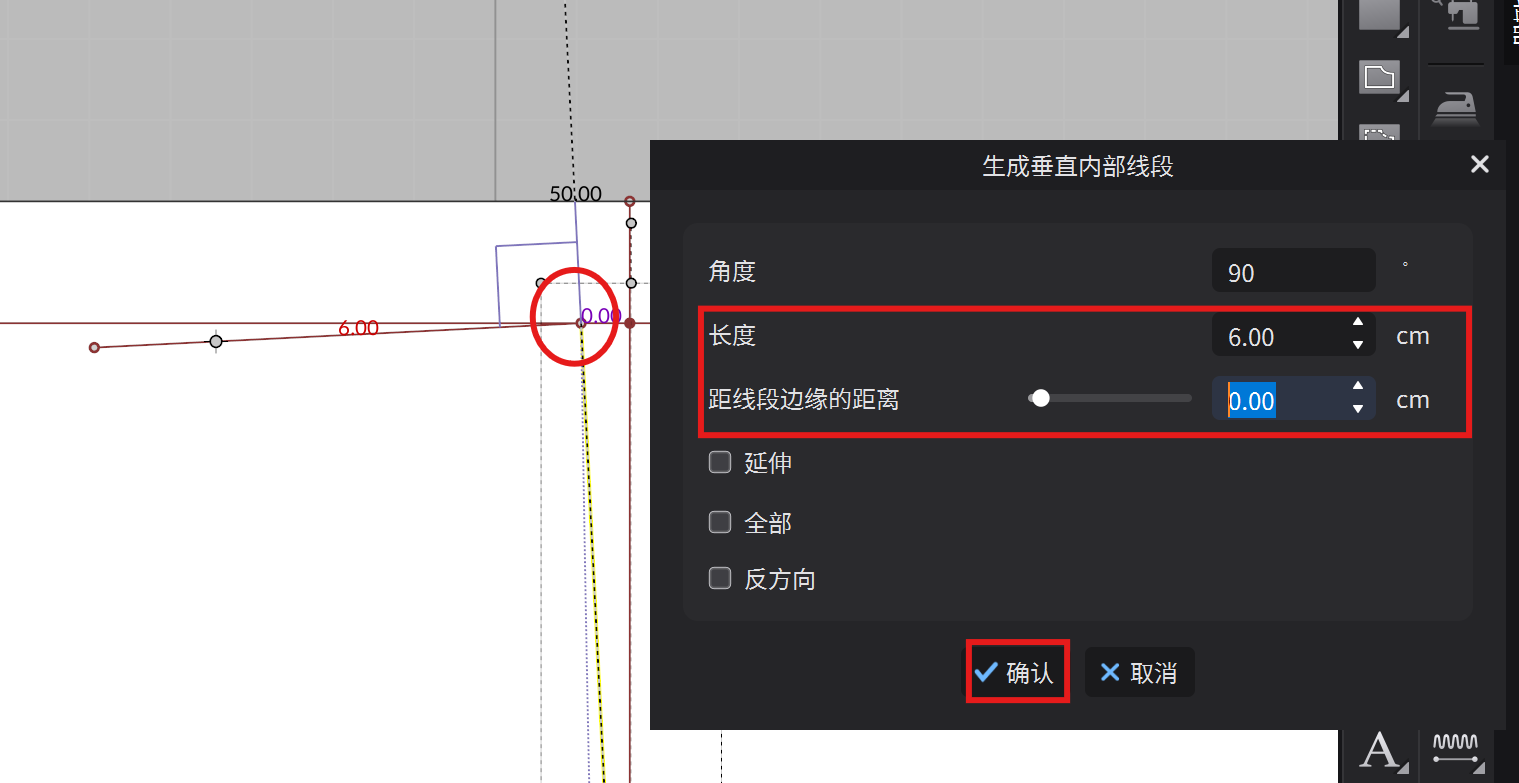 50.00
生成垂直内部线段
角度 90 °
0.00
6.00
长度 6.00 cm
距线段边缘的距离 0.00 cm
延伸
全部
反方向
确认 取消
A